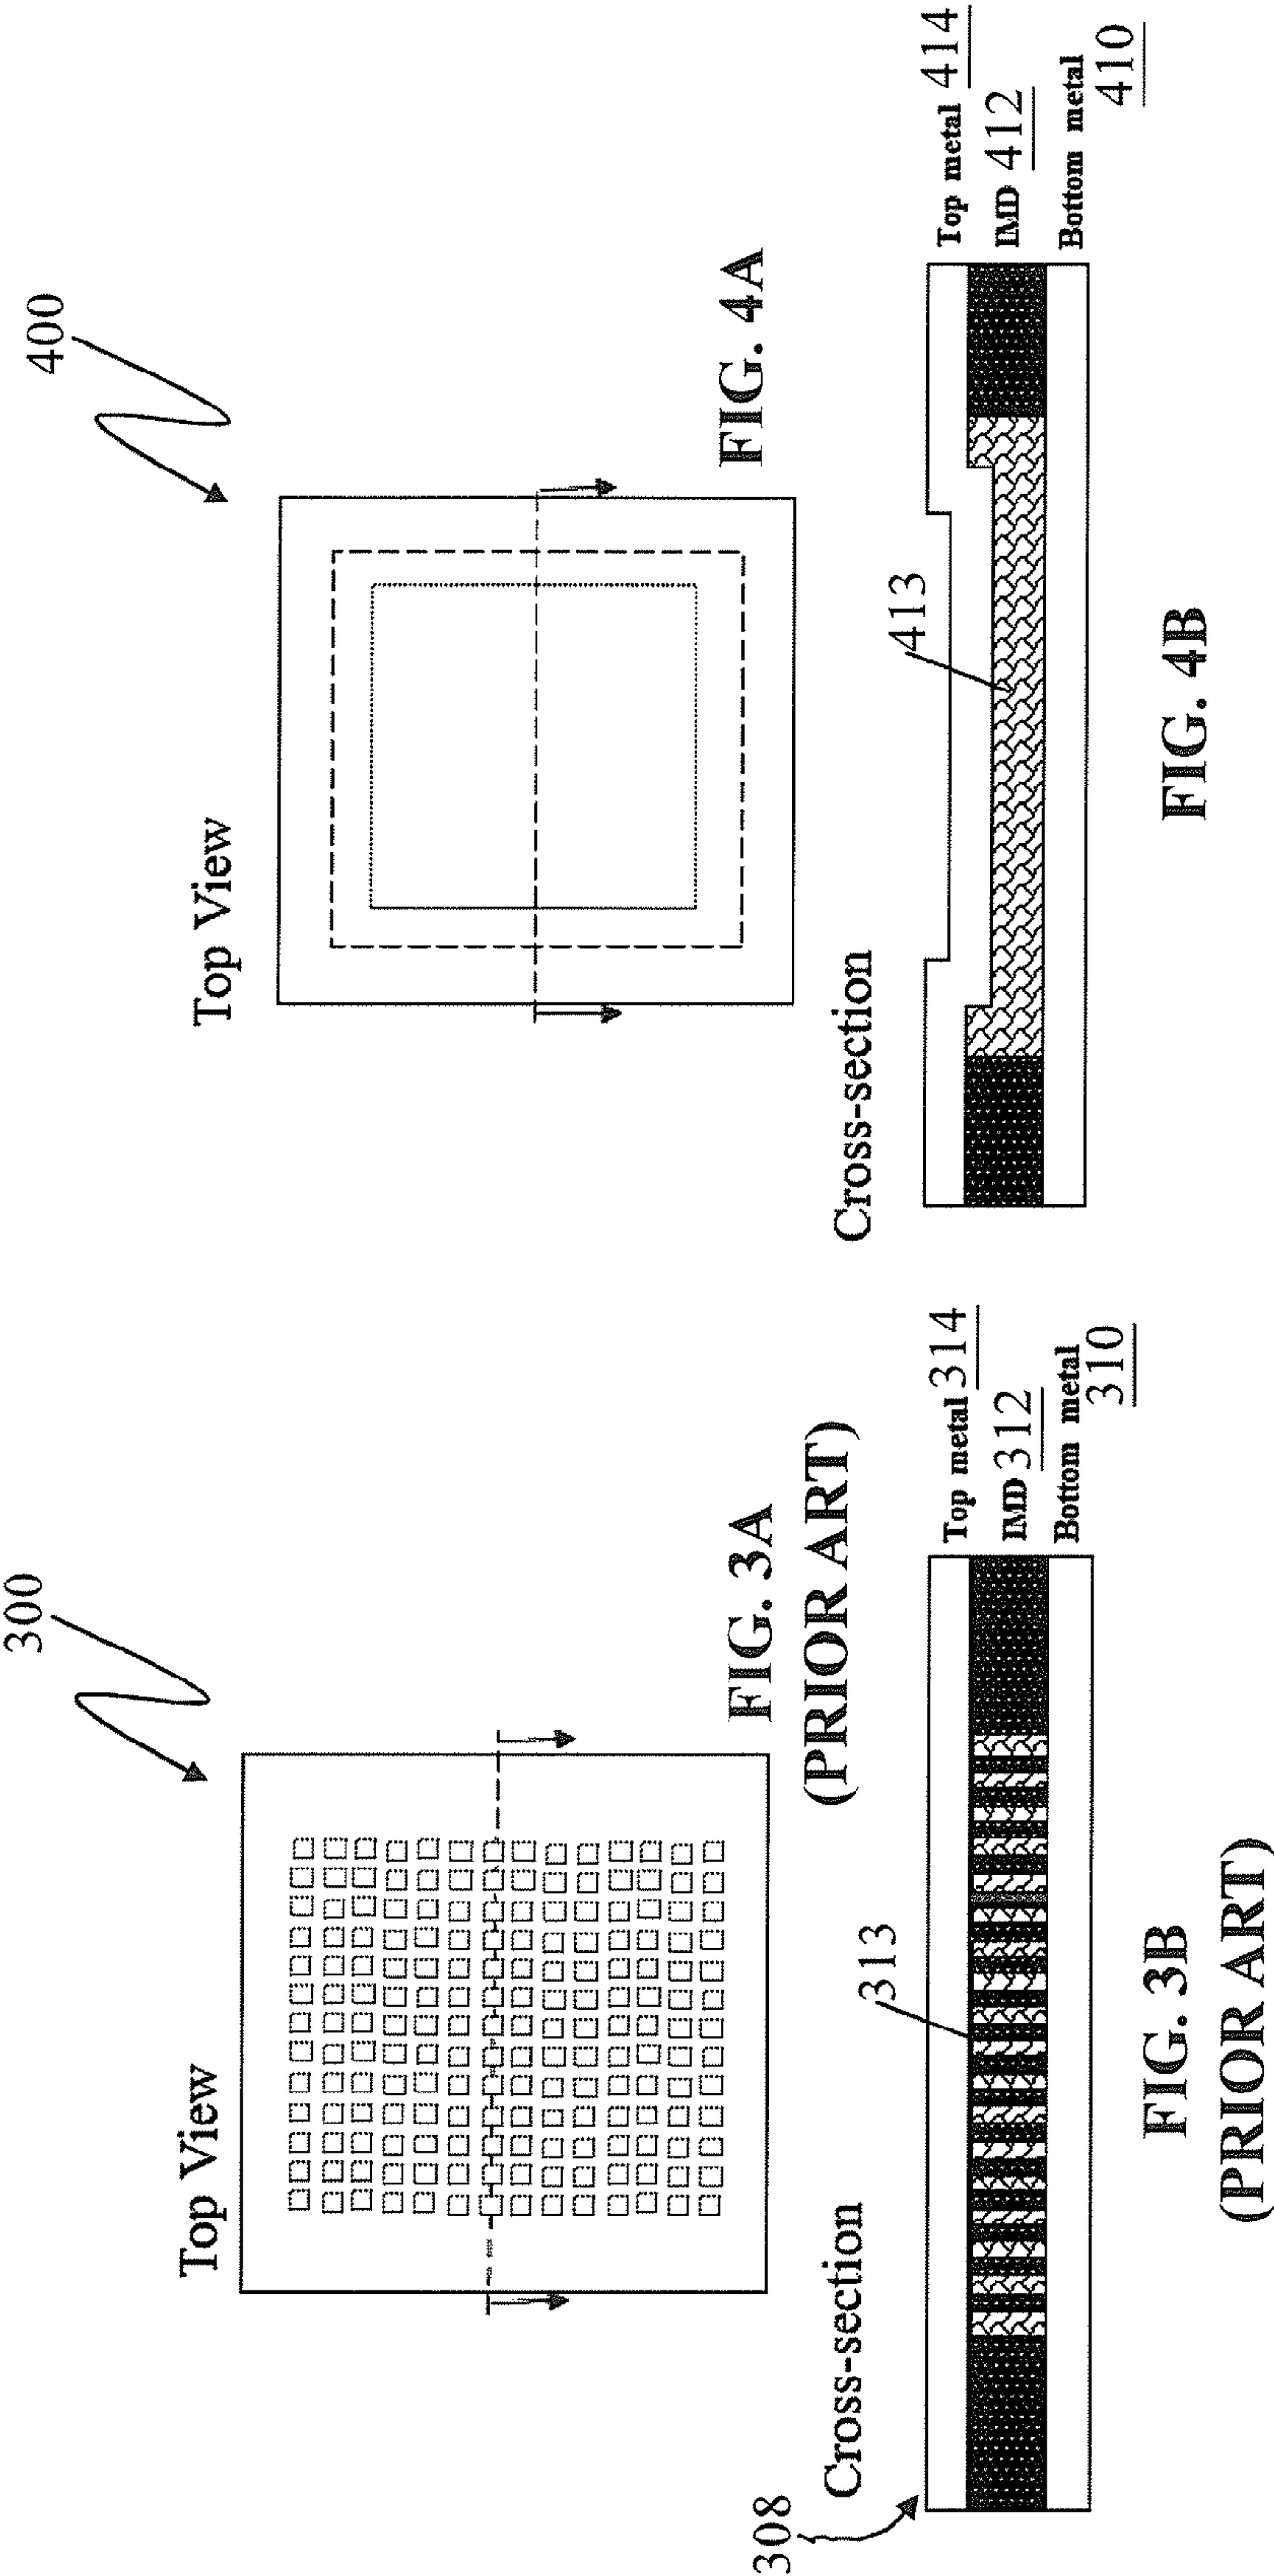 300
Top View
FIG. 3A
(PRIOR ART)
308
Cross-section
313
Top metal 314
IMD 312
Bottom metal
310
FIG. 3B
(PRIOR ART)
400
Top View
FIG. 4A
Cross-section
413
Top metal 414
IMD 412
Bottom metal
410
FIG. 4B